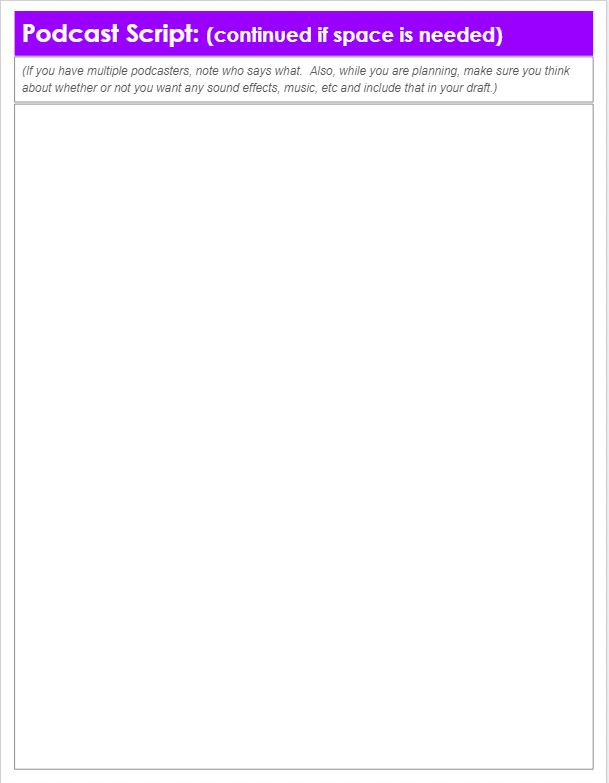 Podcast Script: (continued if space is needed)
(If you have multiple podcasters, note who says what.  Also, while you are planning, make sure you think
about whether or not you want any sound effects, music, etc and include that in your draft.)